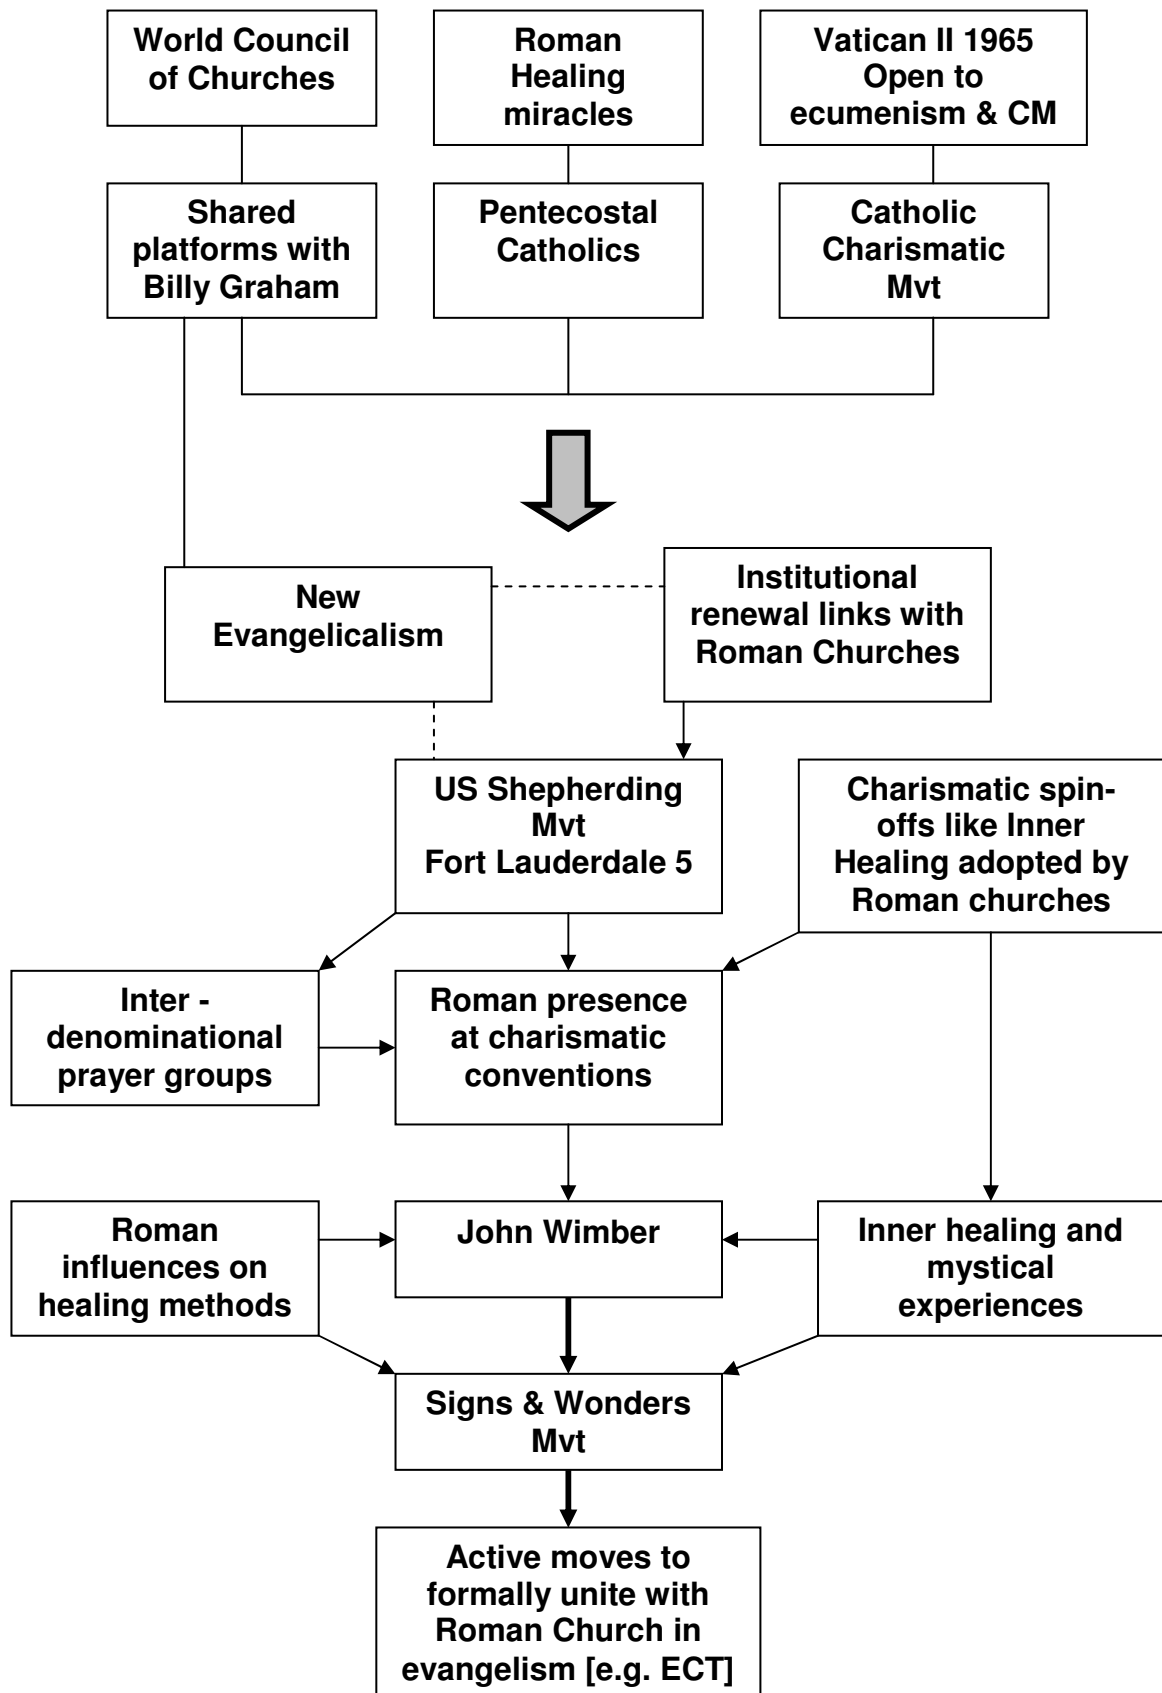 World Council
of Churches
Roman
Healing
miracles
Vatican II 1965
Open to
ecumenism & CM
Shared
platforms with
Billy Graham
Pentecostal
Catholics
Catholic
Charismatic
Mvt
New
Evangelicalism
Institutional
renewal links with
Roman Churches
US Shepherding
Mvt
Fort Lauderdale 5
Charismatic spin-
offs like Inner
Healing adopted by
Roman churches
Inter -
denominational
prayer groups
Roman presence
at charismatic
conventions
Roman
influences on
healing methods
John Wimber
Inner healing and
mystical
experiences
Signs & Wonders
Mvt
Active moves to
formally unite with
Roman Church in
evangelism [e.g. ECT]